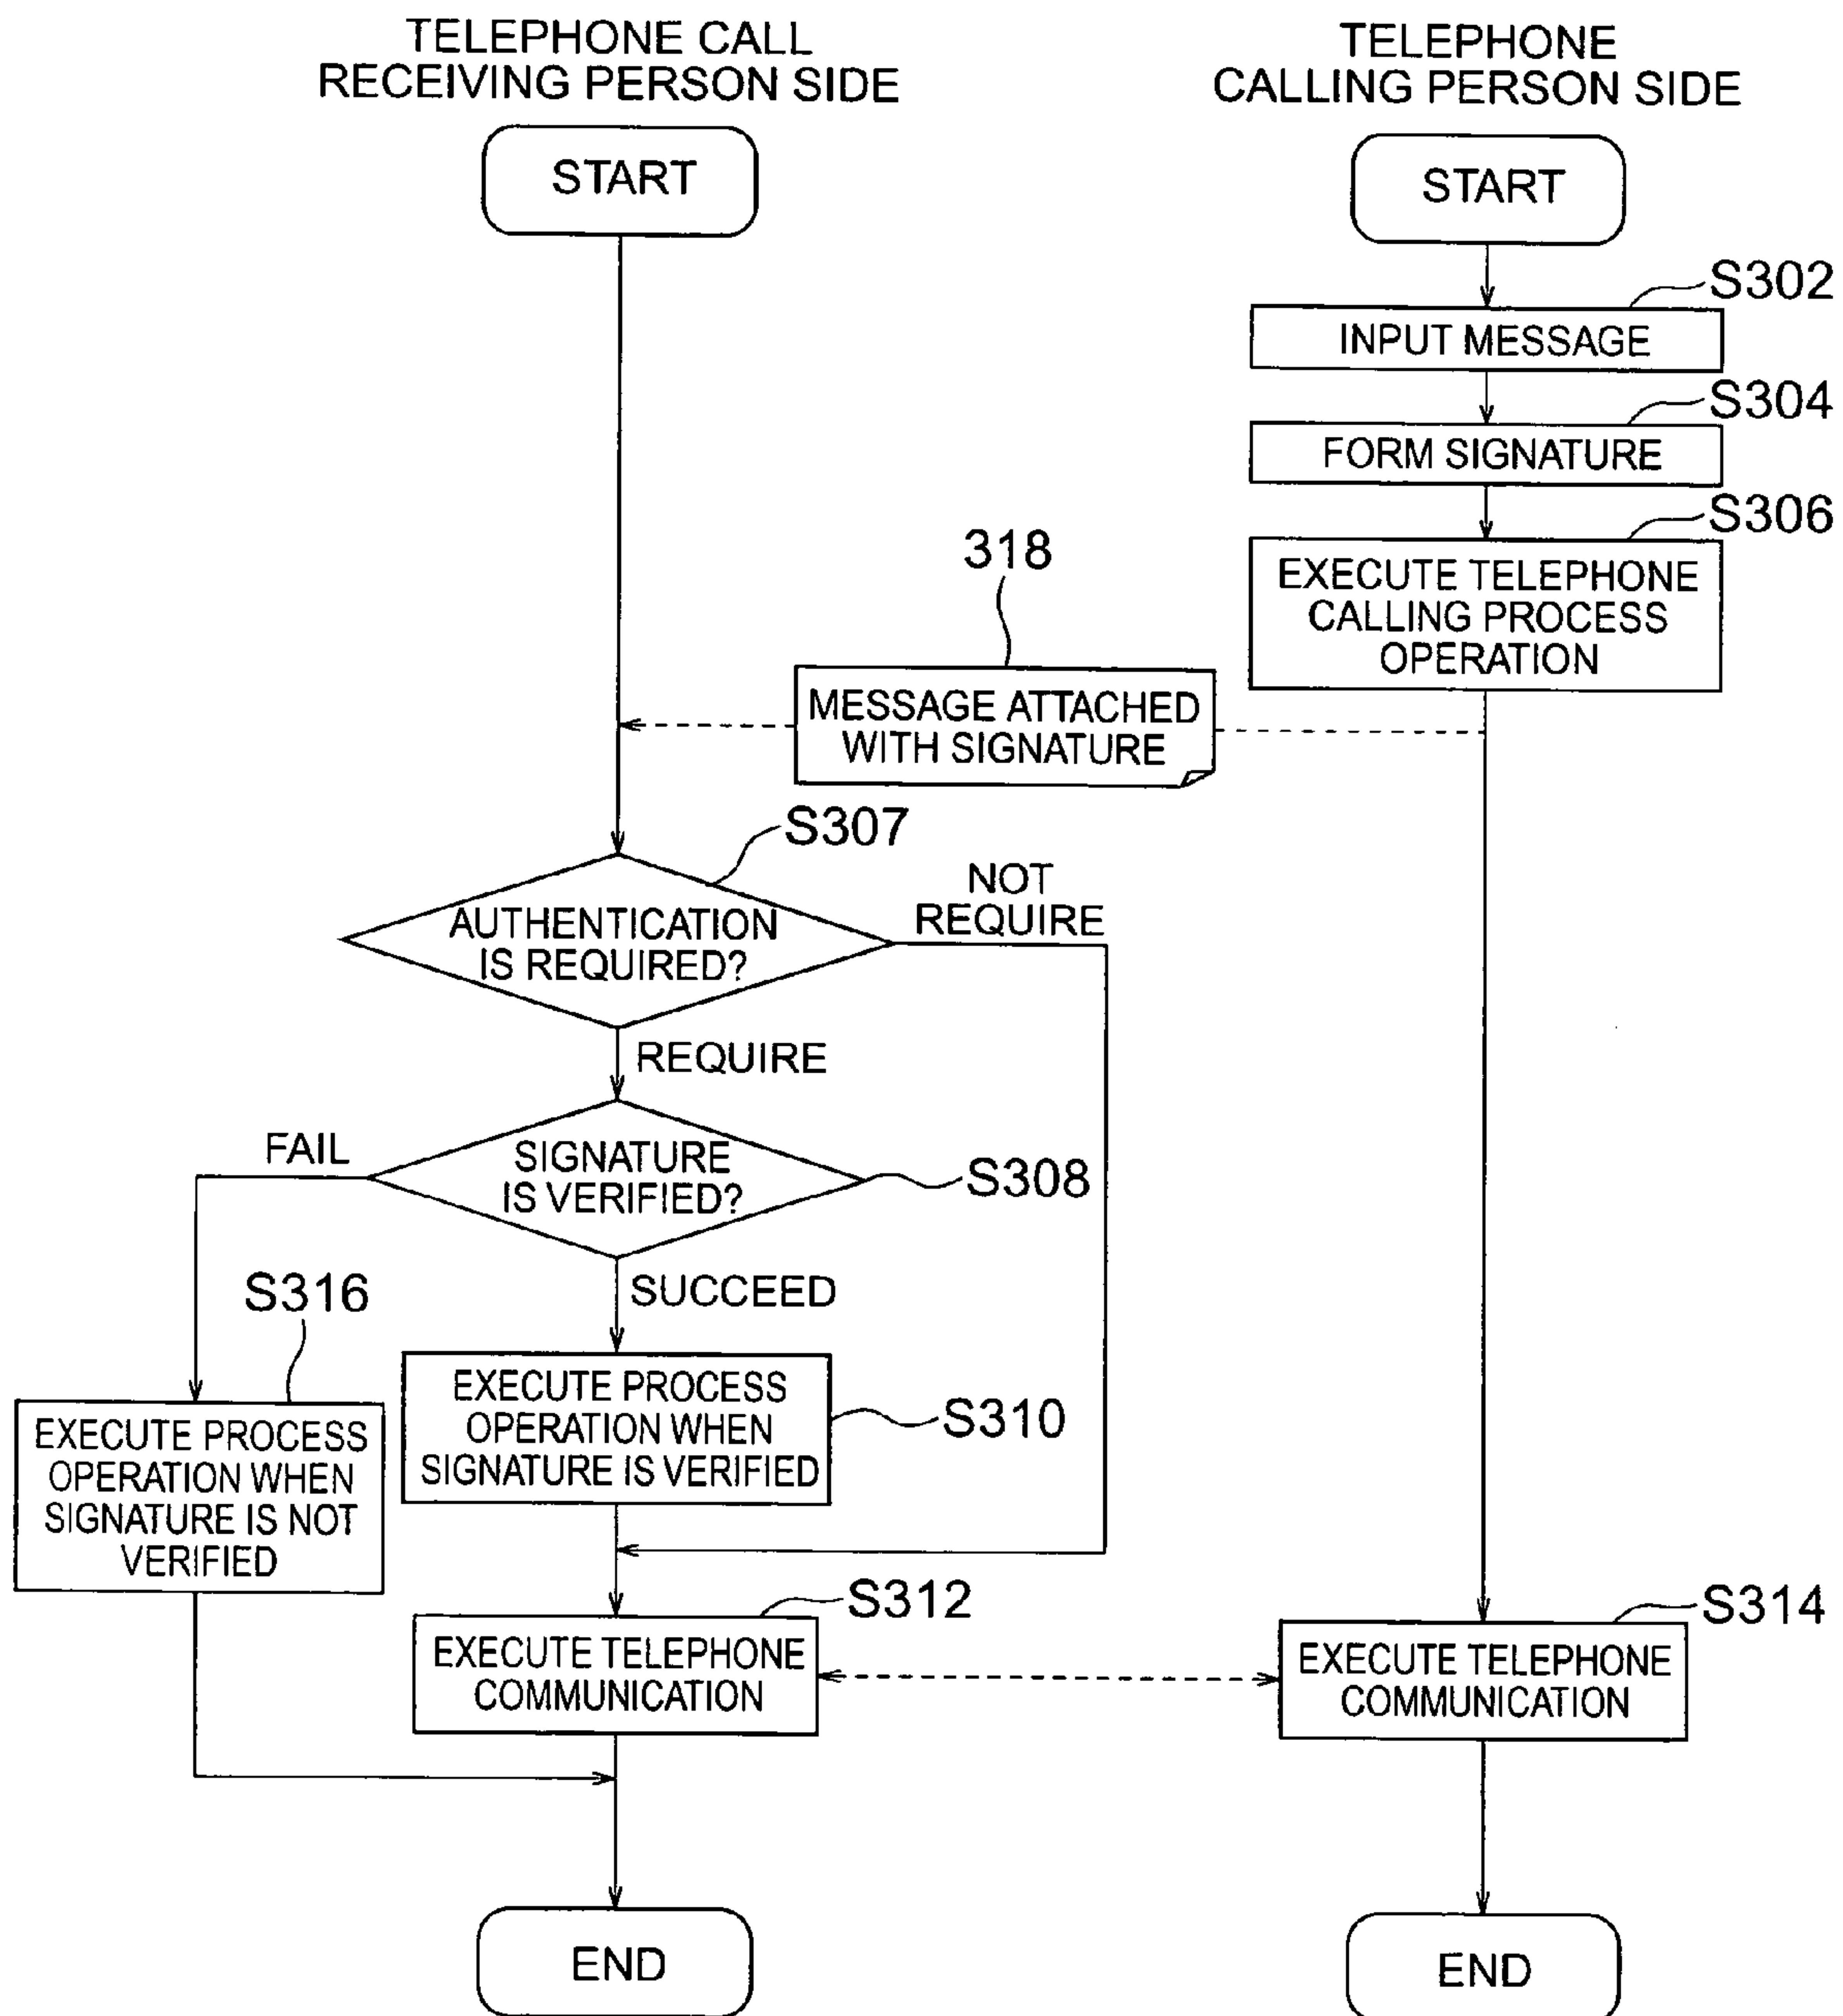 TELEPHONE CALL
RECEIVING PERSON SIDE
TELEPHONE
CALLING PERSON SIDE
START
START
S302
INPUT MESSAGE
S304
FORM SIGNATURE
S306
EXECUTE TELEPHONE
CALLING PROCESS
OPERATION
318
MESSAGE ATTACHED
WITH SIGNATURE
S307
AUTHENTICATION
IS REQUIRED?
NOT
REQUIRE
REQUIRE
FAIL
SIGNATURE
IS VERIFIED?
S308
SUCCEED
S316
EXECUTE PROCESS
OPERATION WHEN
SIGNATURE IS NOT
VERIFIED
EXECUTE PROCESS
OPERATION WHEN
SIGNATURE IS VERIFIED
S310
S312
EXECUTE TELEPHONE
COMMUNICATION
S314
EXECUTE TELEPHONE
COMMUNICATION
END
END